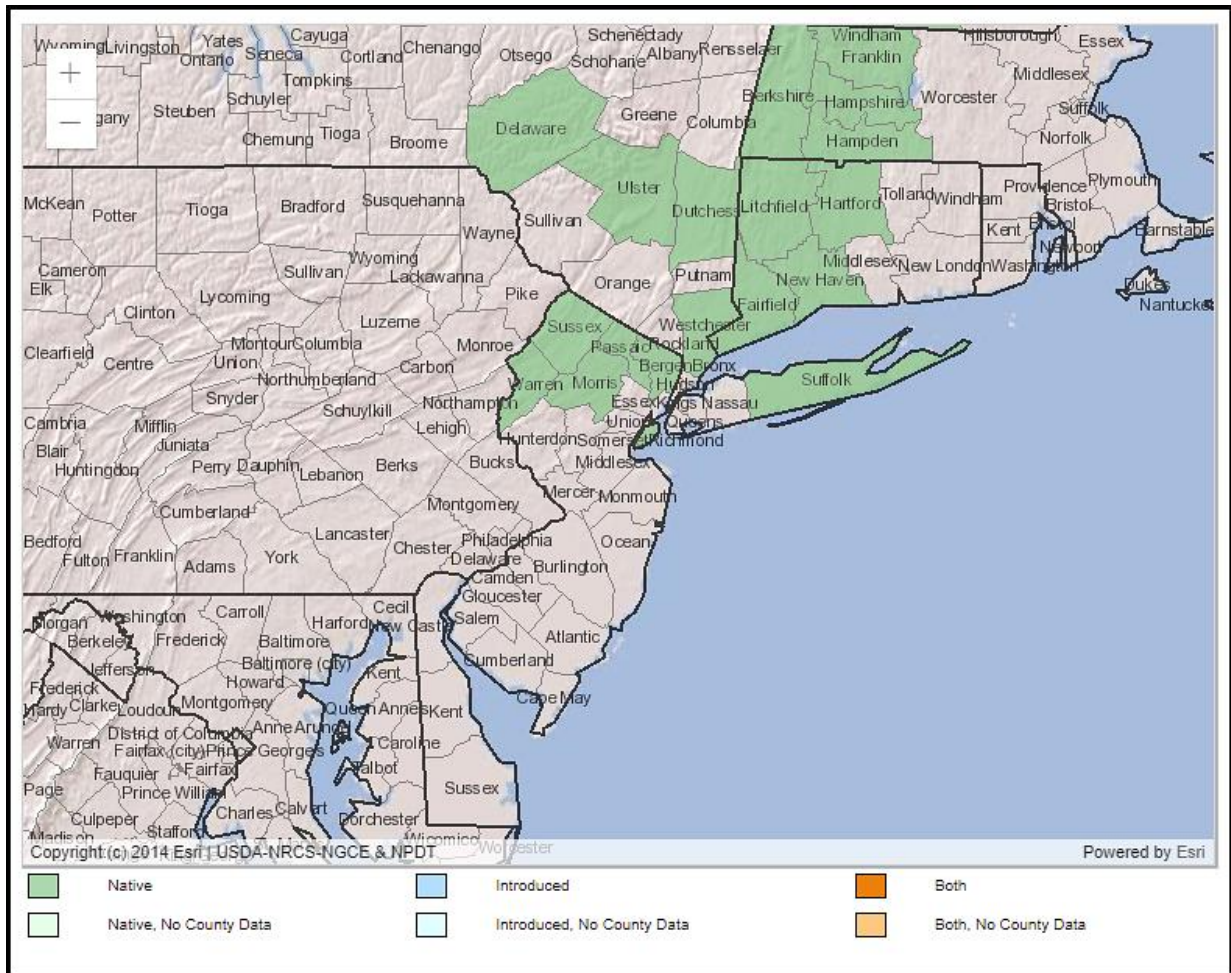 Wyoming Livingston Yates Cayuga Chenango Schenectady Windham Hillsborough Essex
Ontario Seneca Cortland Otsego Schoharie Albany Rensselaer Franklin
Tompkins Middlesex
+
Steuben Schuyler Greene Columbia Berkshire Hampshire Worcester Suffolk
− gany Chemung Tioga Broome Delaware Hampden Norfolk
McKean Potter Tioga Bradford Susquehanna Ulster Dutchess Litchfield Hartford Tolland Windham Providence Plymouth
Wayne Sullivan Kent Bristol Bristol Barnstable
Cameron Sullivan Wyoming Lackawanna Putnam Middlesex New London Washington Newport
Elk Lycoming Pike Orange New Haven Dukes
Clinton Luzerne Sussex Westchester Fairfield Nantucket
Clearfield Centre Union Montour Columbia Monroe Passaic Rockland
Northumberland Carbon Warren Morris Bergen Bronx Suffolk
Snyder Schuylkill Northampton Essex Hudson Kings Nassau
Cambria Mifflin Lehigh Union Queens
Blair Juniata Hunterdon Somerset Richmond
Huntingdon Perry Dauphin Lebanon Berks Bucks Middlesex
Cumberland Montgomery Mercer Monmouth
Bedford Lancaster Philadelphia Ocean
Fulton Franklin Adams York Chester Delaware Burlington
Camden
Gloucester
Morgan Washington Carroll Harford Cecil New Castle Salem
Berkeley Frederick Baltimore Atlantic
Jefferson Baltimore (city) Kent Cumberland
Frederick Howard
Hardy Clarke Loudoun Montgomery Queen Annes Kent Cape May
Warren District of Columbia Anne Arundel
Fairfax (city) Prince Georges Caroline
Fauquier Fairfax Talbot
Page Prince William Sussex
Culpeper Charles Calvert Dorchester
Madison Stafford Wicomico
Worcester
Copyright (c) 2014 Esri | USDA-NRCS-NGCE & NPDT Powered by Esri
Native Introduced Both
Native, No County Data Introduced, No County Data Both, No County Data